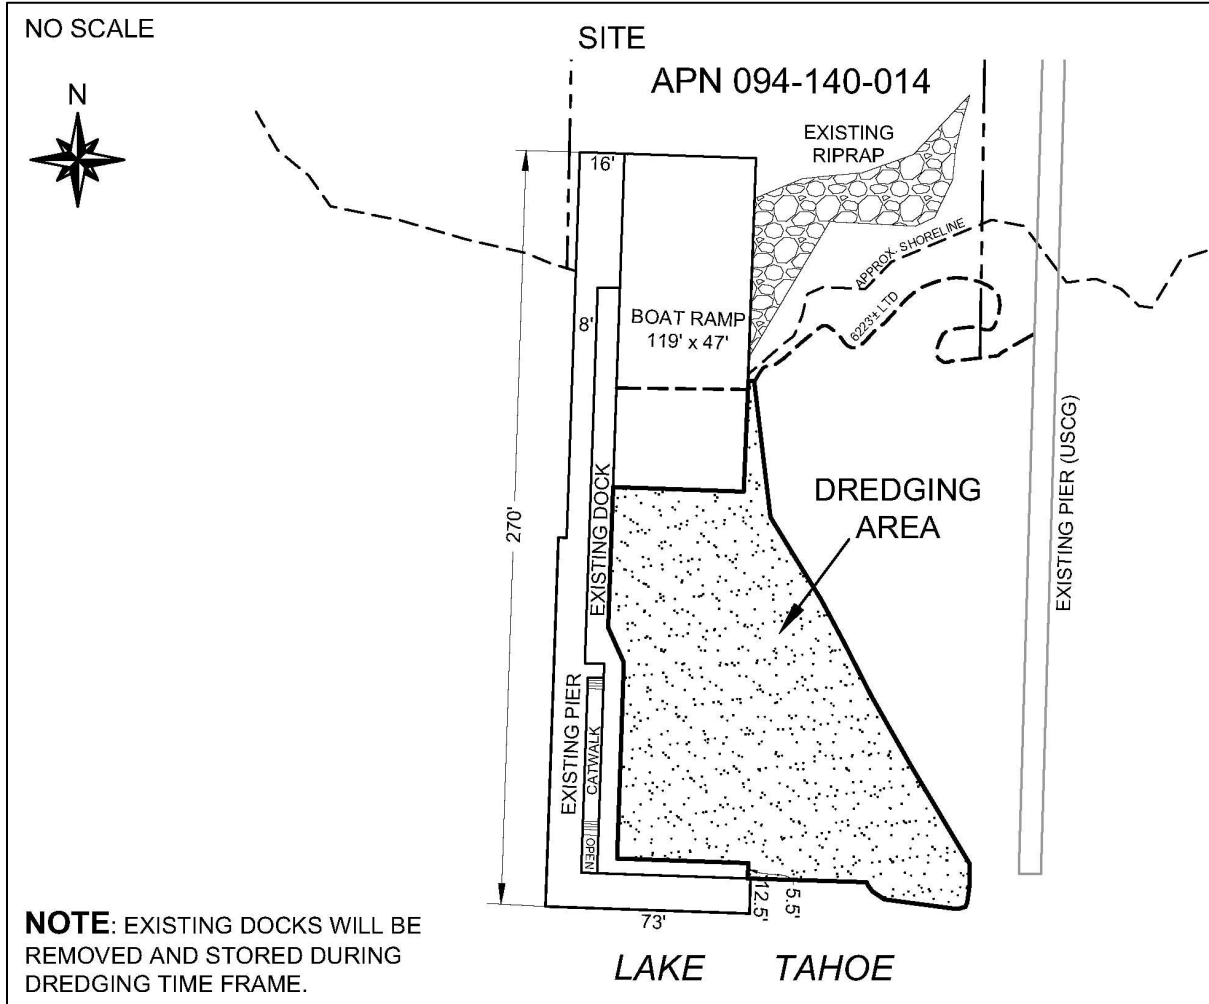 NO SCALE
SITE
APN 094-140-014
N
EXISTING
RIPRAP
16'
APPROX. SHORELINE
6223'± LTD
8'
BOAT RAMP
119' x 47'
EXISTING PIER (USCG)
DREDGING
AREA
EXISTING DOCK
270'
EXISTING PIER
CATWALK
OPEN
5.5'
12.5'
73'
NOTE: EXISTING DOCKS WILL BE
REMOVED AND STORED DURING
DREDGING TIME FRAME.
LAKE TAHOE